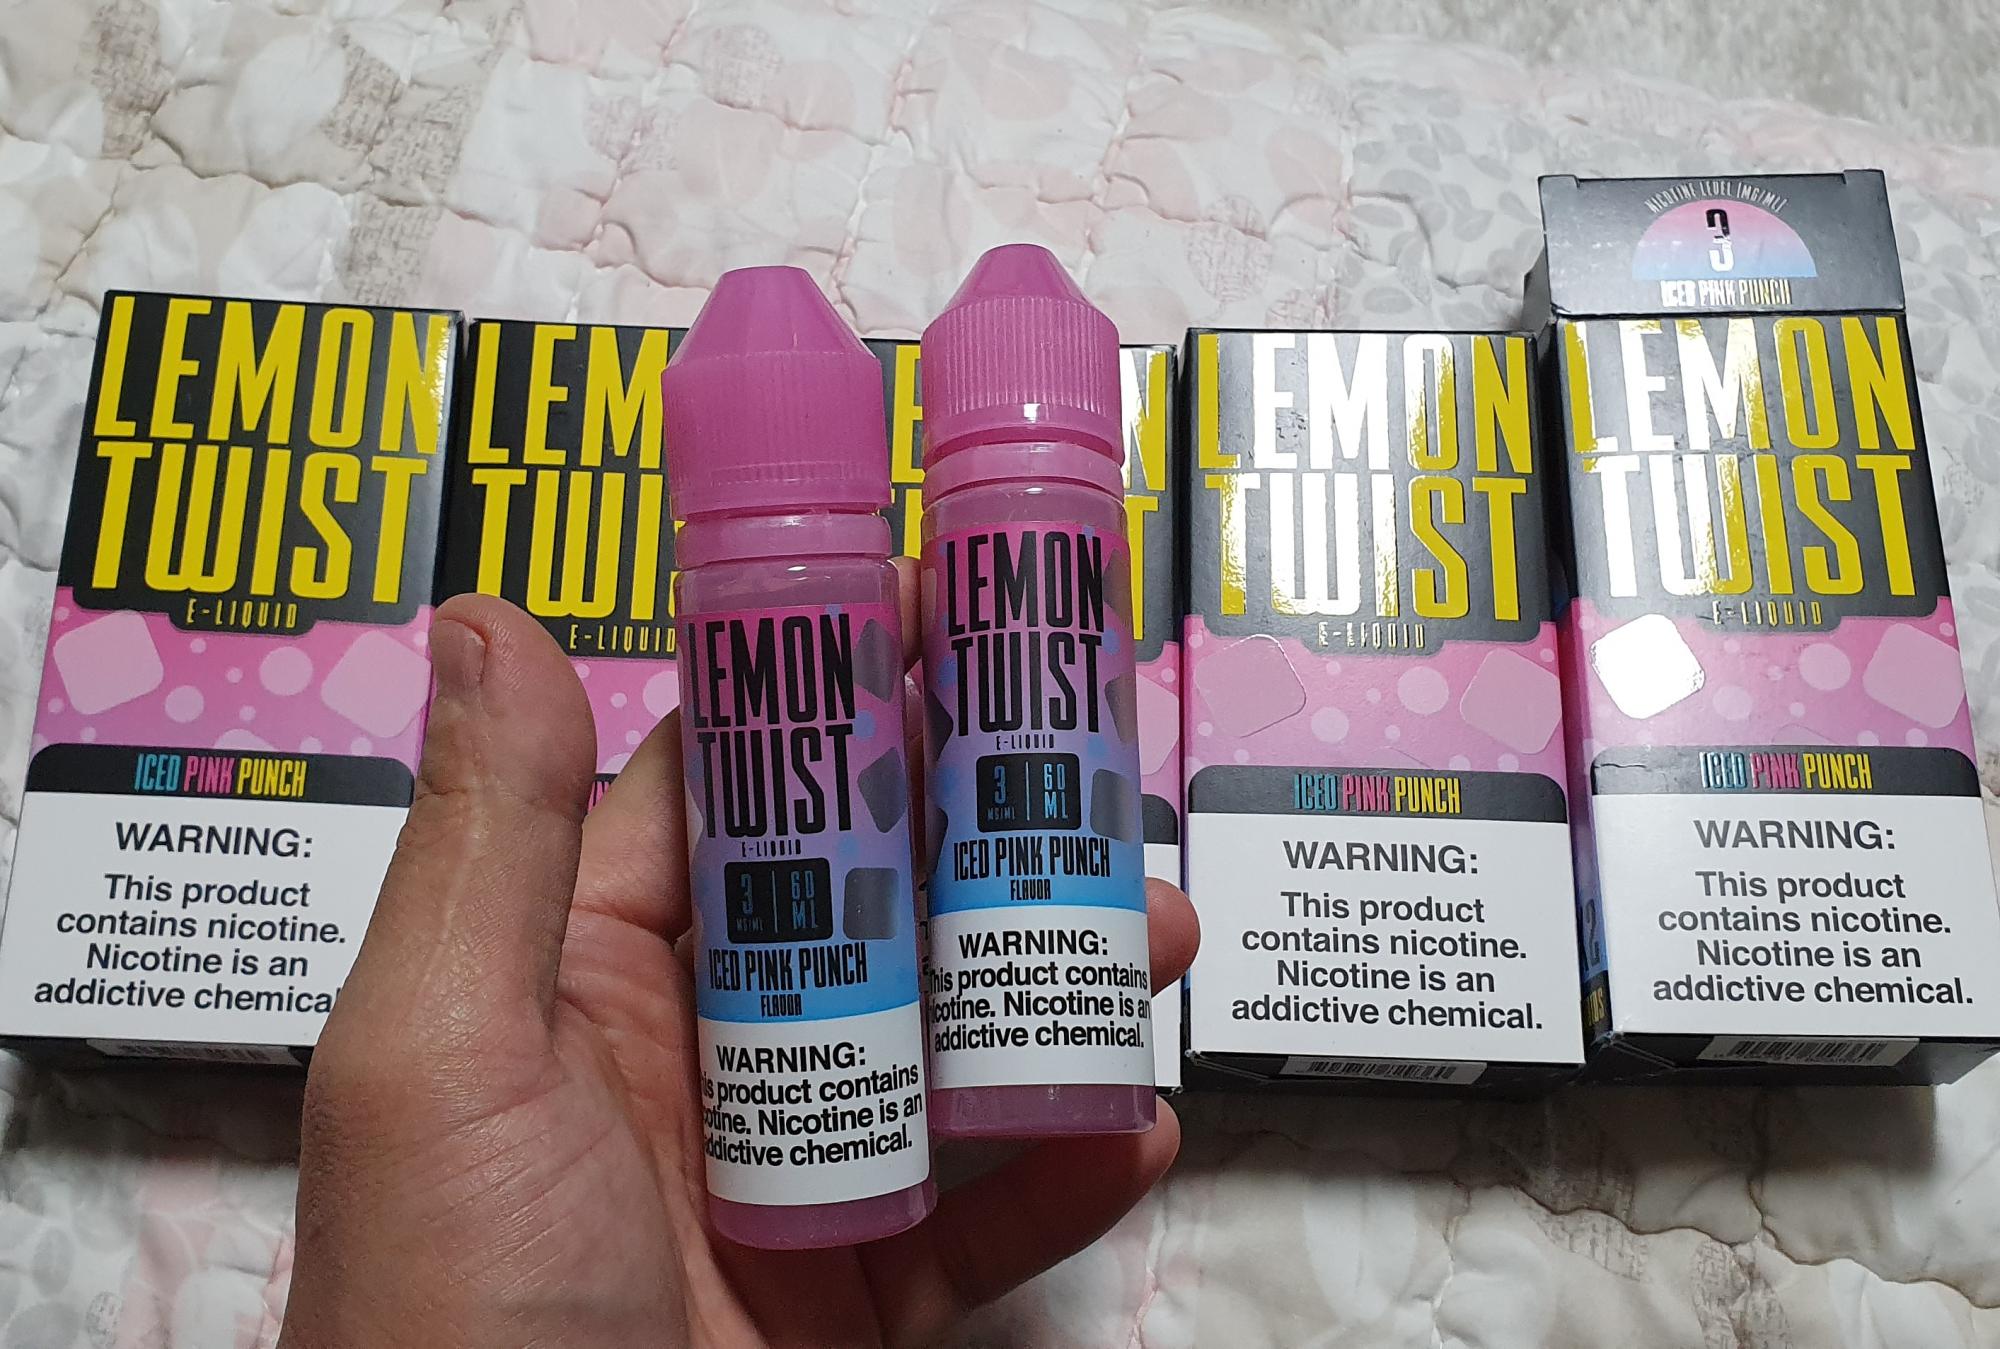 LEMON
TWIST
E-LIQUID
ICED PINK PUNCH
WARNING:
This product
contains nicotine.
Nicotine is an
addictive chemical
LEM
TWI
E-LIQUID
LEMON
TWIST
E-LIQUID
3 | 60
MG/ML | ML
ICED PINK PUNCH
FLAVOR
WARNING:
product contains
Nicotine is an
addictive chemical.
LEMON
TWIST
E-LIQUID
3 | 60
MG/ML | ML
ICED PINK PUNCH
FLAVOR
WARNING:
This product contains
nicotine. Nicotine is an
addictive chemical.
LEMON
TWIST
E-LIQUID
ICED PINK PUNCH
WARNING:
This product
contains nicotine.
Nicotine is an
addictive chemical.
NICOTINE LEVEL (MG/ML)
3
ICED PINK PUNCH
LEMON
TWIST
E-LIQUID
ICED PINK PUNCH
WARNING:
This product
contains nicotine.
Nicotine is an
addictive chemical.